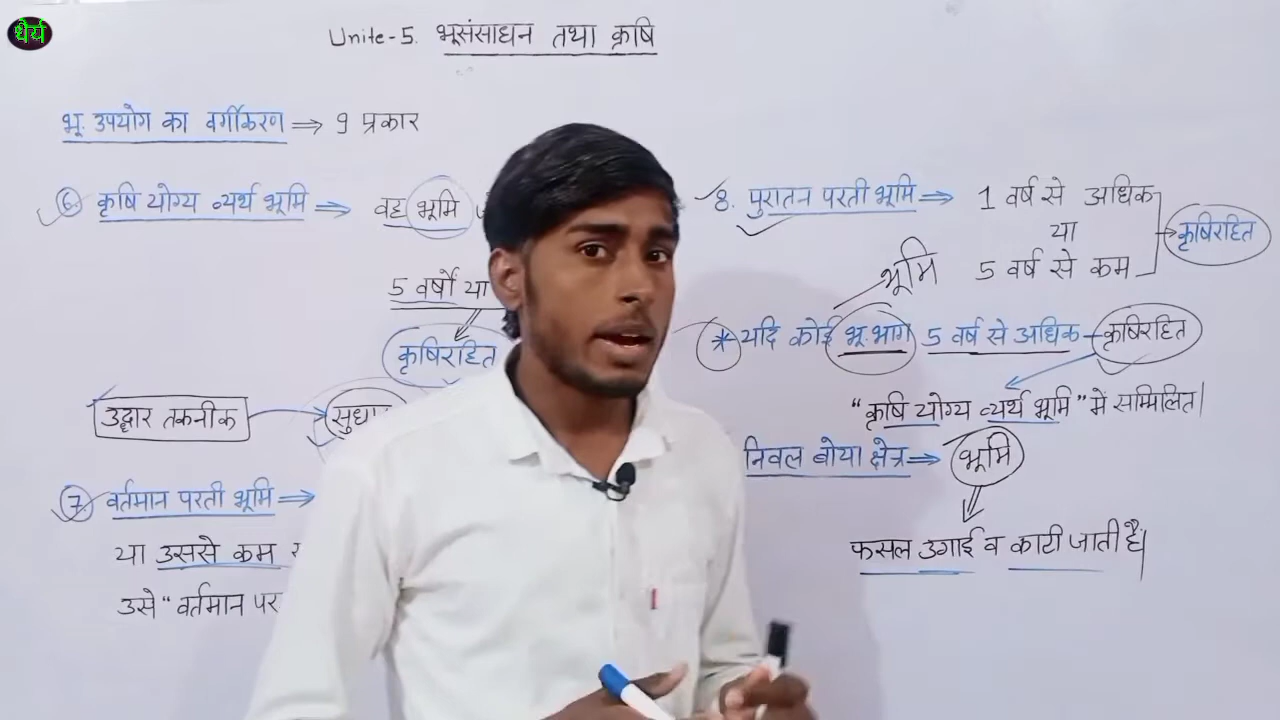 धैर्य
Unite-5. भूसंसाधन तथा कृषि
भू. उपयोग का वर्गीकरण ⇒ 9 प्रकार
6 कृषि योग्य व्यर्थ भूमि ⇒ वह भूमि
5 वर्षों या
कृषिरहित
उद्धार तकनीक → सुधा
7 वर्तमान परती भूमि ⇒
या उससे कम
उसे "वर्तमान पर
8. पुरातन परती भूमि ⇒ 1 वर्ष से अधिक
या
5 वर्ष से कम
→ कृषिरहित
भूमि
* यदि कोई भू-भाग 5 वर्ष से अधिक - कृषिरहित
"कृषि योग्य व्यर्थ भूमि" में सम्मिलित।
निवल बोया क्षेत्र ⇒ भूमि
फसल उगाई व काटी जाती है।